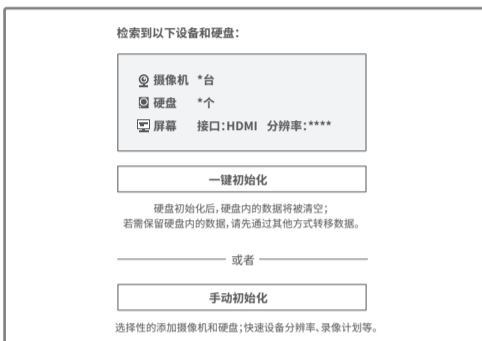 检索到以下设备和硬盘：
摄像机 *台
硬盘 *个
屏幕 接口：HDMI 分辨率：****
一键初始化
硬盘初始化后，硬盘内的数据将被清空；
若需保留硬盘内的数据，请先通过其他方式转移数据。
或者
手动初始化
选择性的添加摄像机和硬盘；快速设备分辨率、录像计划等。